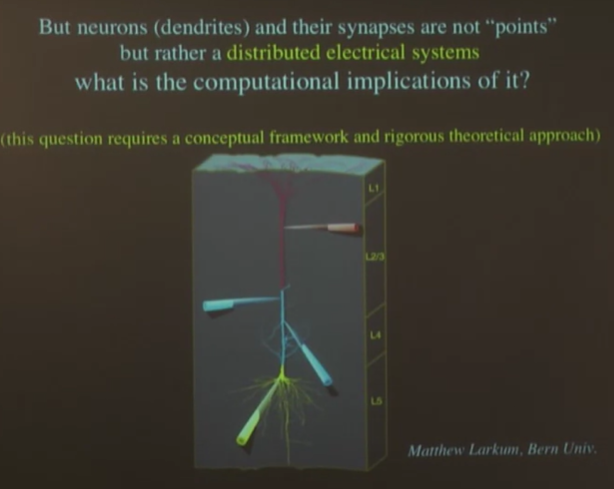 But neurons (dendrites) and their synapses are not “points”
but rather a distributed electrical systems
what is the computational implications of it?
(this question requires a conceptual framework and rigorous theoretical approach)
L1
L2/3
L4
L5
Matthew Larkum, Bern Univ.